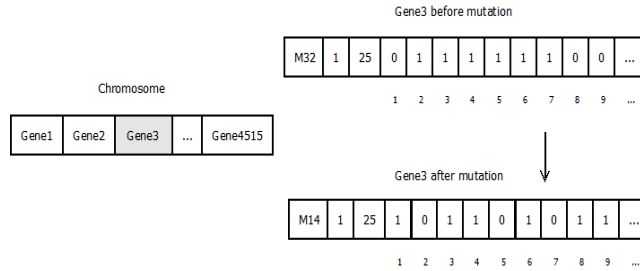 Gene3 before mutation
M32 1 25 0 1 1 1 1 1 1 0 0 ...
1 2 3 4 5 6 7 8 9 ...
Chromosome
Gene1 Gene2 Gene3 ... Gene4515
Gene3 after mutation
M14 1 25 1 0 1 1 0 1 0 1 1 ...
1 2 3 4 5 6 7 8 9 ...